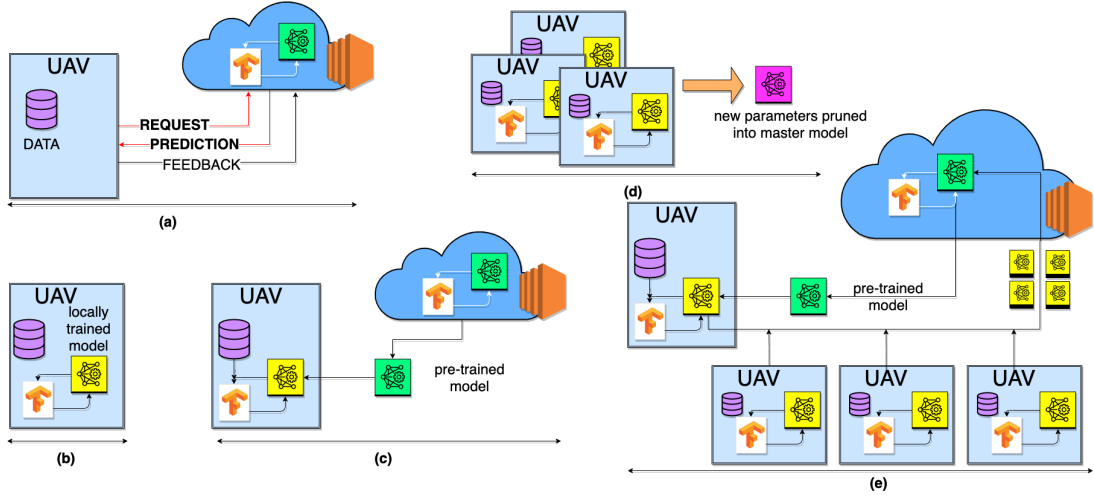 UAV
DATA
REQUEST
PREDICTION
FEEDBACK
(a)
UAV
locally
trained
model
(b)
UAV
pre-trained
model
(c)
UAV
UAV
UAV
new parameters pruned
into master model
(d)
UAV
pre-trained
model
UAV
UAV
UAV
(e)